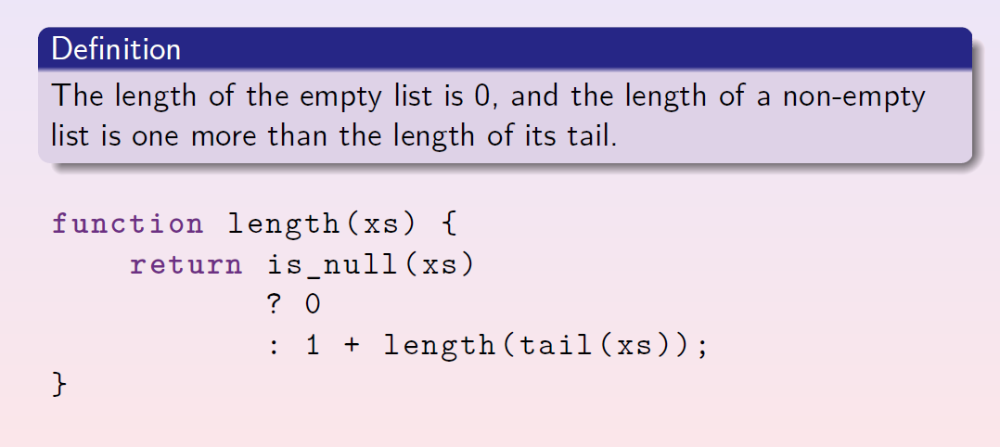 Definition
The length of the empty list is 0, and the length of a non-empty
list is one more than the length of its tail.
function length(xs) {
    return is_null(xs)
           ? 0
           : 1 + length(tail(xs));
}